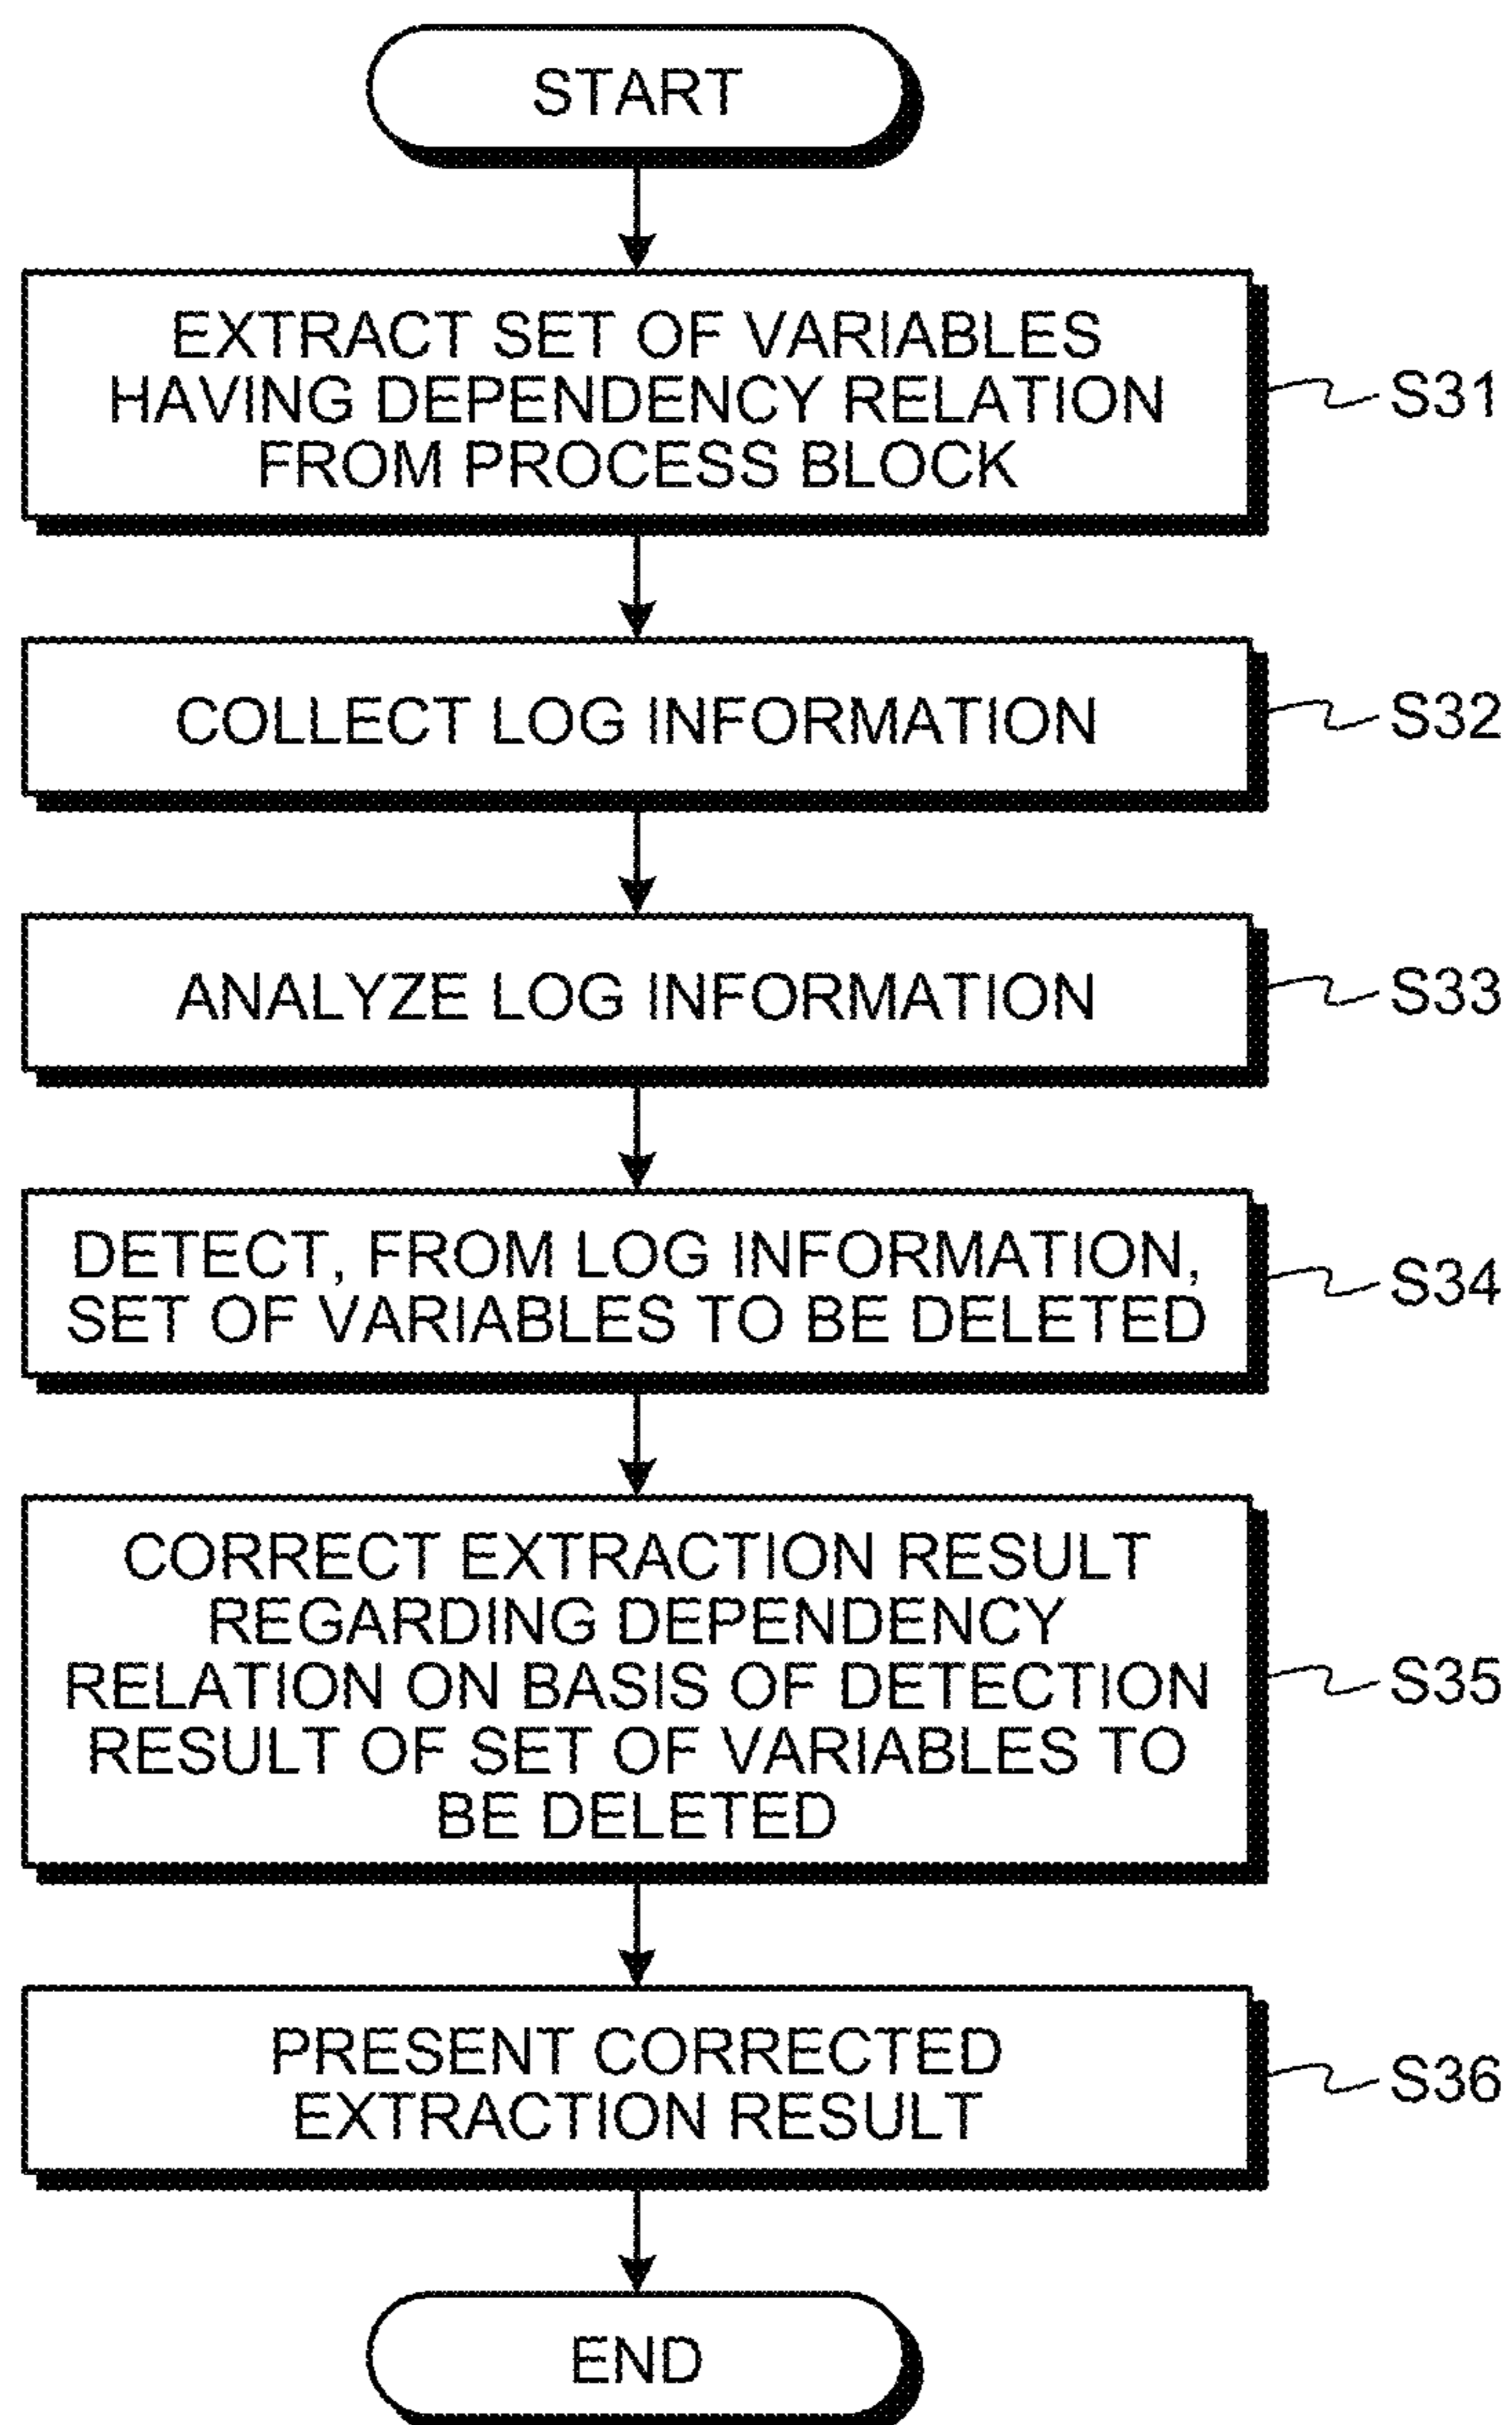 START
EXTRACT SET OF VARIABLES
HAVING DEPENDENCY RELATION
FROM PROCESS BLOCK
S31
COLLECT LOG INFORMATION
S32
ANALYZE LOG INFORMATION
S33
DETECT, FROM LOG INFORMATION,
SET OF VARIABLES TO BE DELETED
S34
CORRECT EXTRACTION RESULT
REGARDING DEPENDENCY
RELATION ON BASIS OF DETECTION
RESULT OF SET OF VARIABLES TO
BE DELETED
S35
PRESENT CORRECTED
EXTRACTION RESULT
S36
END